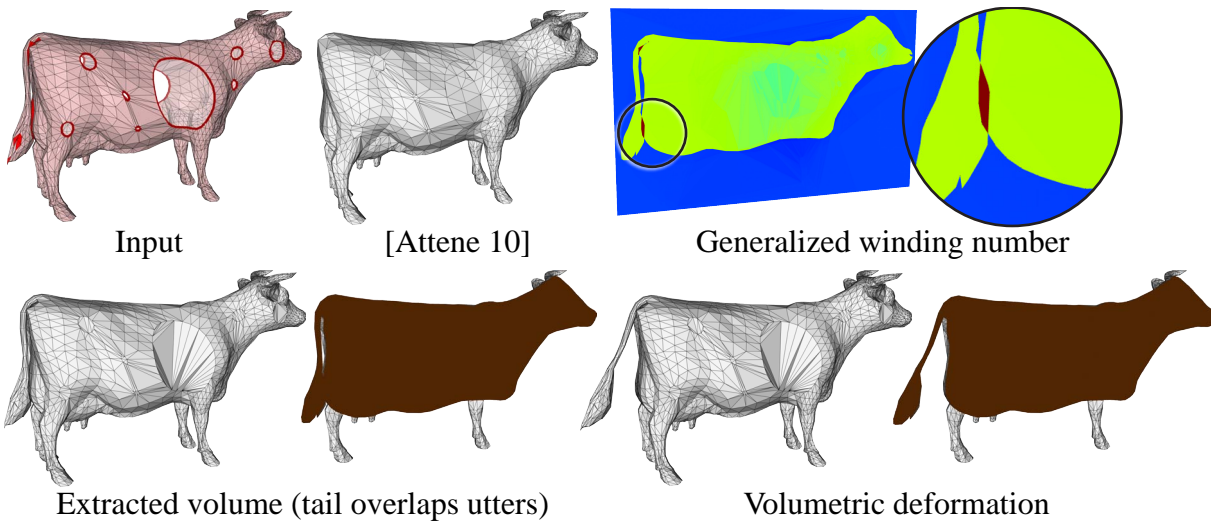 Input
[Attene 10]
Generalized winding number
Extracted volume (tail overlaps utters)
Volumetric deformation